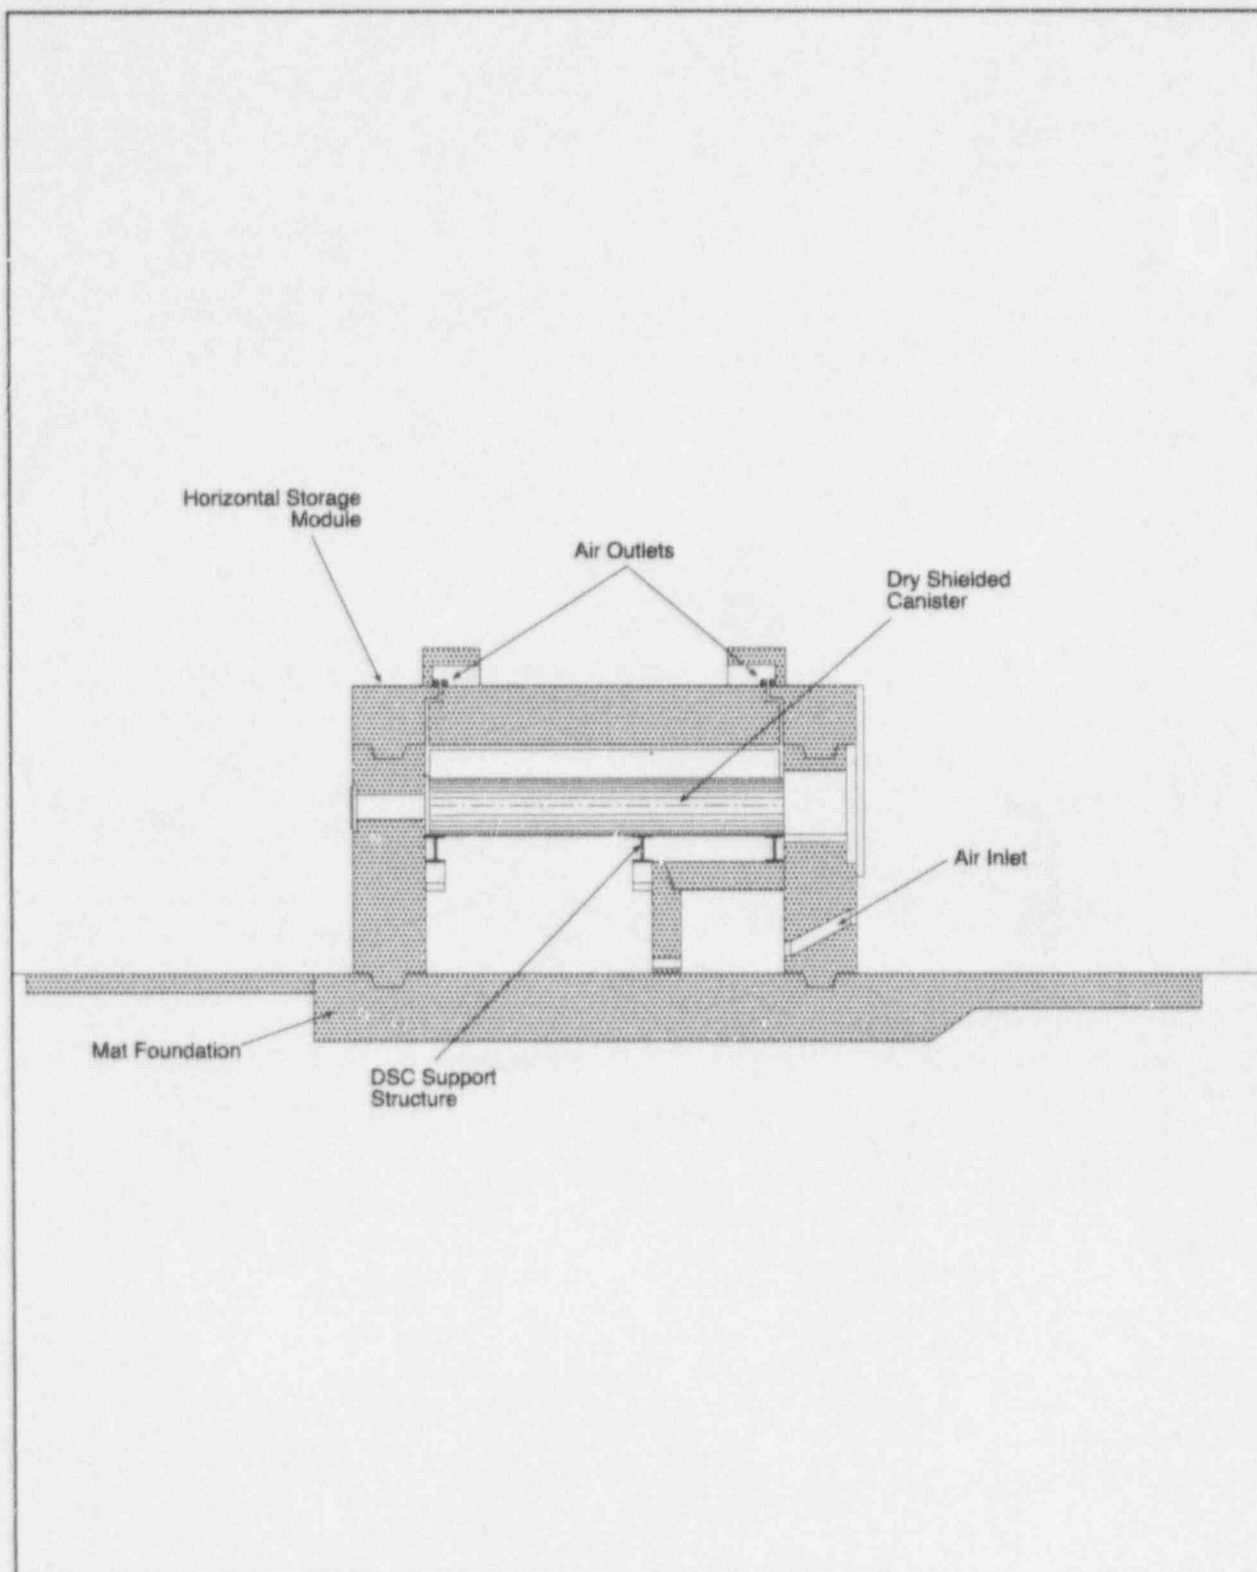 Horizontal Storage
Module
Air Outlets
Dry Shielded
Canister
Air Inlet
Mat Foundation
DSC Support
Structure